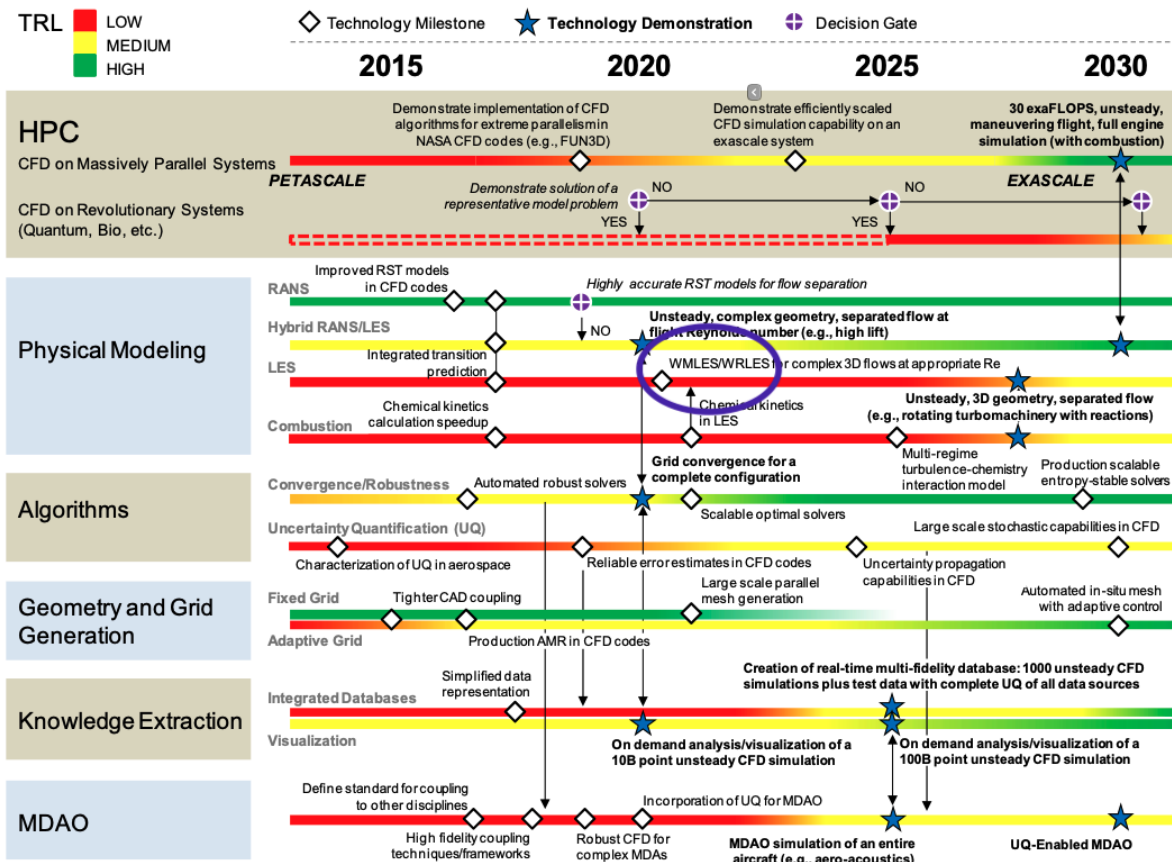 TRL
LOW
MEDIUM
HIGH
Technology Milestone
Technology Demonstration
Decision Gate
2015
2020
2025
2030
HPC
CFD on Massively Parallel Systems
CFD on Revolutionary Systems
(Quantum, Bio, etc.)
Demonstrate implementation of CFD
algorithms for extreme parallelism in
NASA CFD codes (e.g., FUN3D)
Demonstrate efficiently scaled
CFD simulation capability on an
exascale system
30 exaFLOPS, unsteady,
maneuvering flight, full engine
simulation (with combustion)
PETASCALE
Demonstrate solution of a
representative model problem
NO
YES
NO
YES
EXASCALE
Physical Modeling
RANS
Improved RST models
in CFD codes
Highly accurate RST models for flow separation
Hybrid RANS/LES
NO
Unsteady, complex geometry, separated flow at
flight Reynolds number (e.g., high lift)
Integrated transition
prediction
LES
WMLES/WRLES for complex 3D flows at appropriate Re
Chemical kinetics
calculation speedup
Chemical kinetics
in LES
Unsteady, 3D geometry, separated flow
(e.g., rotating turbomachinery with reactions)
Combustion
Multi-regime
turbulence-chemistry
interaction model
Algorithms
Convergence/Robustness
Automated robust solvers
Grid convergence for a
complete configuration
Scalable optimal solvers
Production scalable
entropy-stable solvers
Uncertainty Quantification (UQ)
Characterization of UQ in aerospace
Reliable error estimates in CFD codes
Uncertainty propagation
capabilities in CFD
Large scale stochastic capabilities in CFD
Geometry and Grid
Generation
Fixed Grid
Tighter CAD coupling
Large scale parallel
mesh generation
Automated in-situ mesh
with adaptive control
Adaptive Grid
Production AMR in CFD codes
Knowledge Extraction
Integrated Databases
Simplified data
representation
Creation of real-time multi-fidelity database: 1000 unsteady CFD
simulations plus test data with complete UQ of all data sources
Visualization
On demand analysis/visualization of a
10B point unsteady CFD simulation
On demand analysis/visualization of a
100B point unsteady CFD simulation
MDAO
Define standard for coupling
to other disciplines
High fidelity coupling
techniques/frameworks
Robust CFD for
complex MDAs
Incorporation of UQ for MDAO
MDAO simulation of an entire
aircraft (e.g., aero-acoustics)
UQ-Enabled MDAO